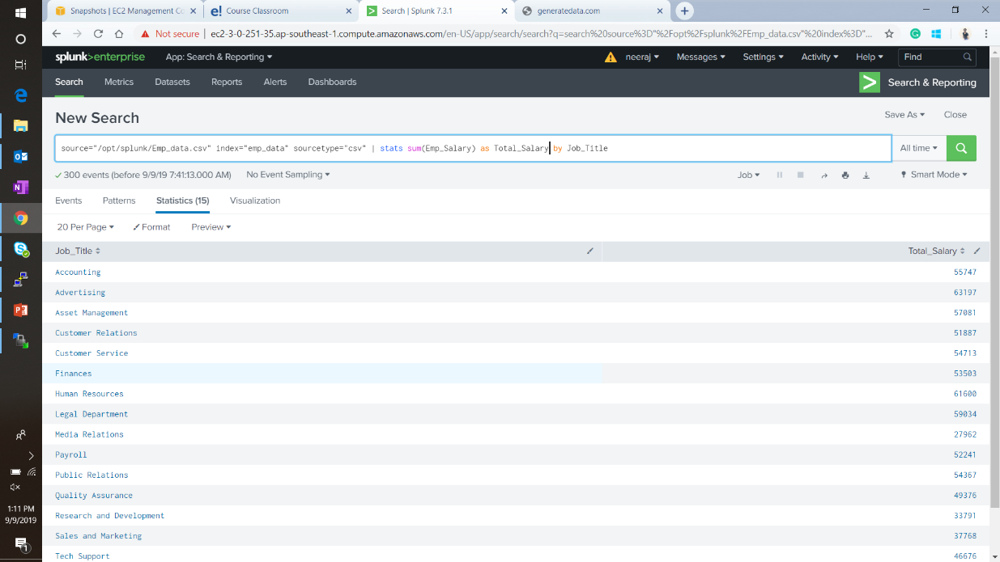 Snapshots | EC2 Management Co
Course Classroom
Search | Splunk 7.3.1
generatedata.com
Not secure | ec2-3-0-251-35.ap-southeast-1.compute.amazonaws.com/en-US/app/search/search?q=search%20source%3D"%2Fopt%2Fsplunk%2FEmp_data.csv"%20index%3D"...
splunk>enterprise App: Search & Reporting neeraj Messages Settings Activity Help Find
Search Metrics Datasets Reports Alerts Dashboards Search & Reporting
New Search Save As Close
source="/opt/splunk/Emp_data.csv" index="emp_data" sourcetype="csv" | stats sum(Emp_Salary) as Total_Salary by Job_Title All time
300 events (before 9/9/19 7:41:13.000 AM) No Event Sampling Job Smart Mode
Events Patterns Statistics (15) Visualization
20 Per Page Format Preview
Job_Title Total_Salary
Accounting 55747
Advertising 63197
Asset Management 57081
Customer Relations 51887
Customer Service 54713
Finances 53503
Human Resources 61600
Legal Department 59034
Media Relations 27962
Payroll 52241
Public Relations 54367
Quality Assurance 49376
Research and Development 33791
Sales and Marketing 37768
Tech Support 46676
1:11 PM
9/9/2019
1